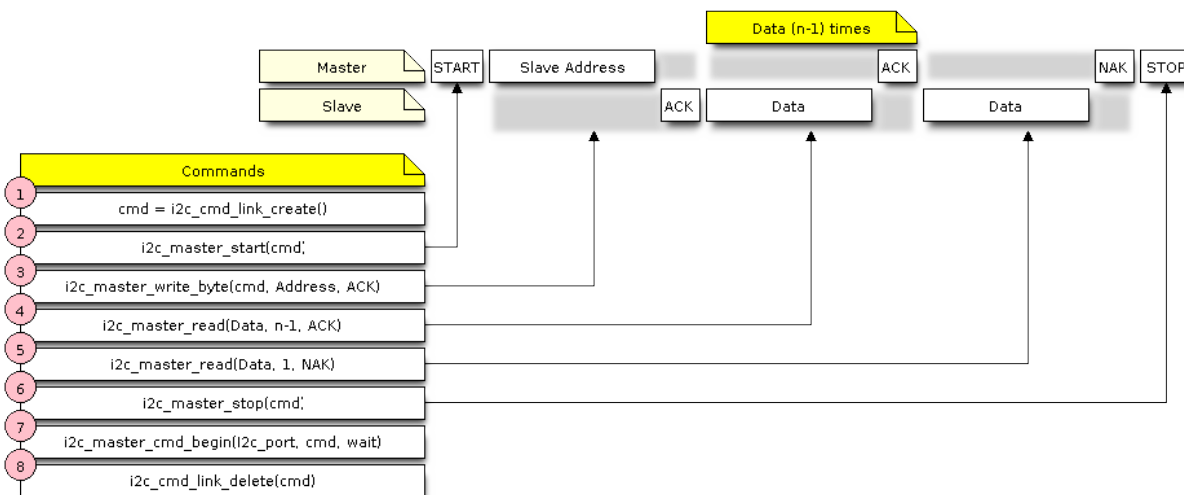 Data (n-1) times
Master START Slave Address ACK NAK STOP
Slave ACK Data Data
Commands
1
cmd = i2c_cmd_link_create()
2
i2c_master_start(cmd;
3
i2c_master_write_byte(cmd, Address, ACK)
4
i2c_master_read(Data, n-1, ACK)
5
i2c_master_read(Data, 1, NAK)
6
i2c_master_stop(cmd;
7
i2c_master_cmd_begin(I2c_port, cmd, wait)
8
i2c_cmd_link_delete(cmd)